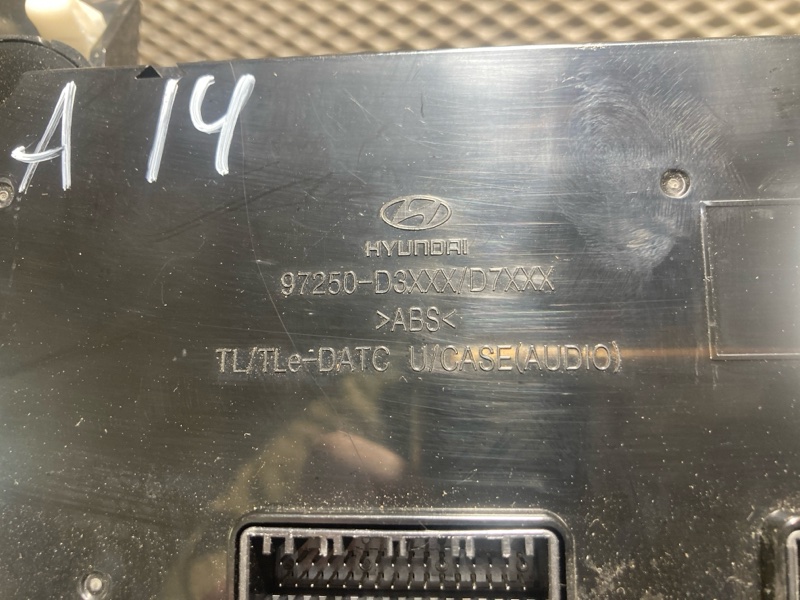 A 14
HYUNDAI
97250-D3XXX/D7XXX
>ABS<
TL/TLe-DATC U/CASE(AUDIO)